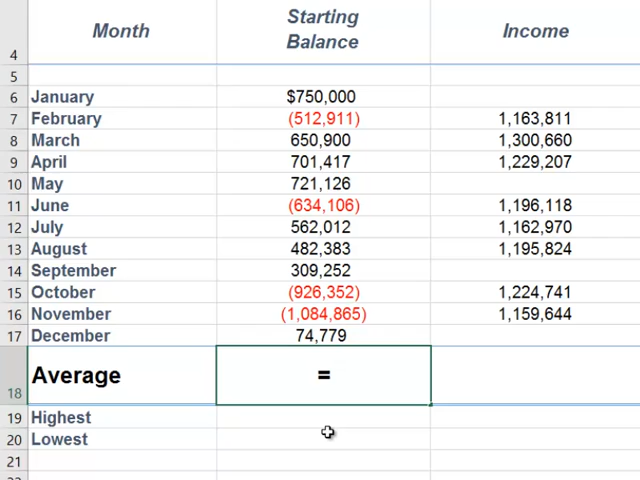 Month Starting Balance Income
4
5
6 January $750,000
7 February (512,911) 1,163,811
8 March 650,900 1,300,660
9 April 701,417 1,229,207
10 May 721,126
11 June (634,106) 1,196,118
12 July 562,012 1,162,970
13 August 482,383 1,195,824
14 September 309,252
15 October (926,352) 1,224,741
16 November (1,084,865) 1,159,644
17 December 74,779
18 Average =
19 Highest
20 Lowest
21